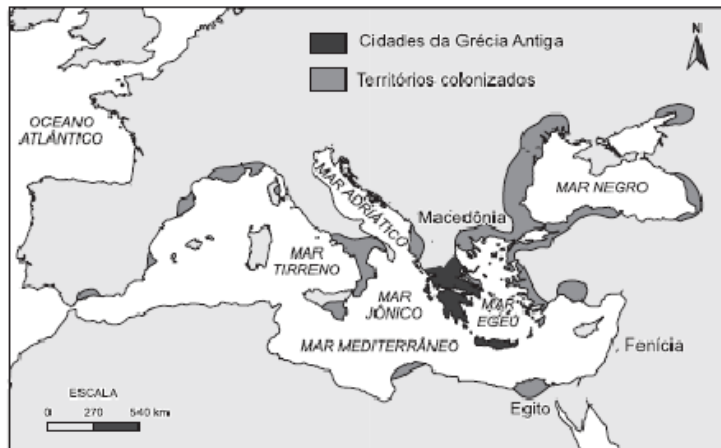 Cidades da Grécia Antiga
Territórios colonizados
N
OCEANO
ATLÂNTICO
MAR ADRIÁTICO
MAR NEGRO
Macedônia
MAR
TIRRENO
MAR
JÔNICO
MAR
EGEU
MAR MEDITERRÂNEO
Fenícia
Egito
ESCALA
0 270 540 km